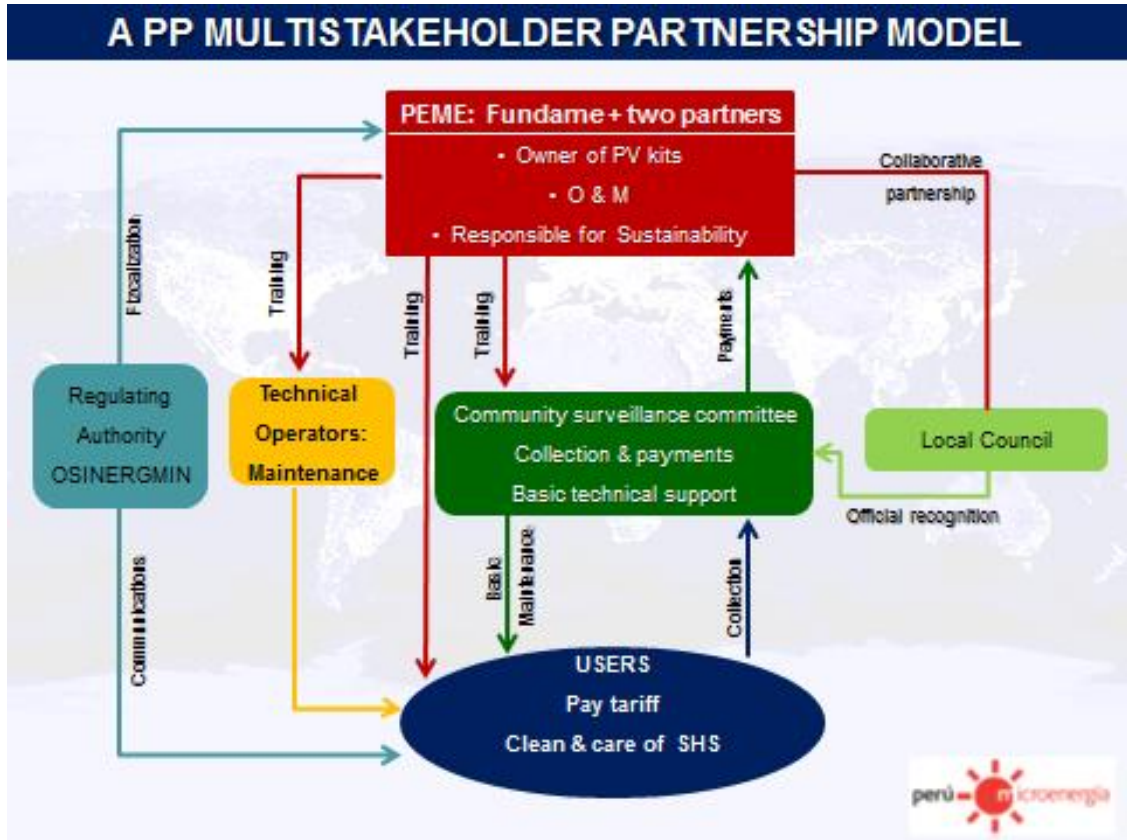 A PP MULTISTAKEHOLDER PARTNERSHIP MODEL
PEME: Fundame + two partners
• Owner of PV kits
• O & M
• Responsible for Sustainability
Collaborative
partnership
Fizcalization
Training
Training
Training
Payments
Regulating
Authority
OSINERGMIN
Technical
Operators:
Maintenance
Community surveillance committee
Collection & payments
Basic technical support
Local Council
Official recognition
Communications
Basic
Maintenance
Collection
USERS
Pay tariff
Clean & care of SHS
perú microenergía